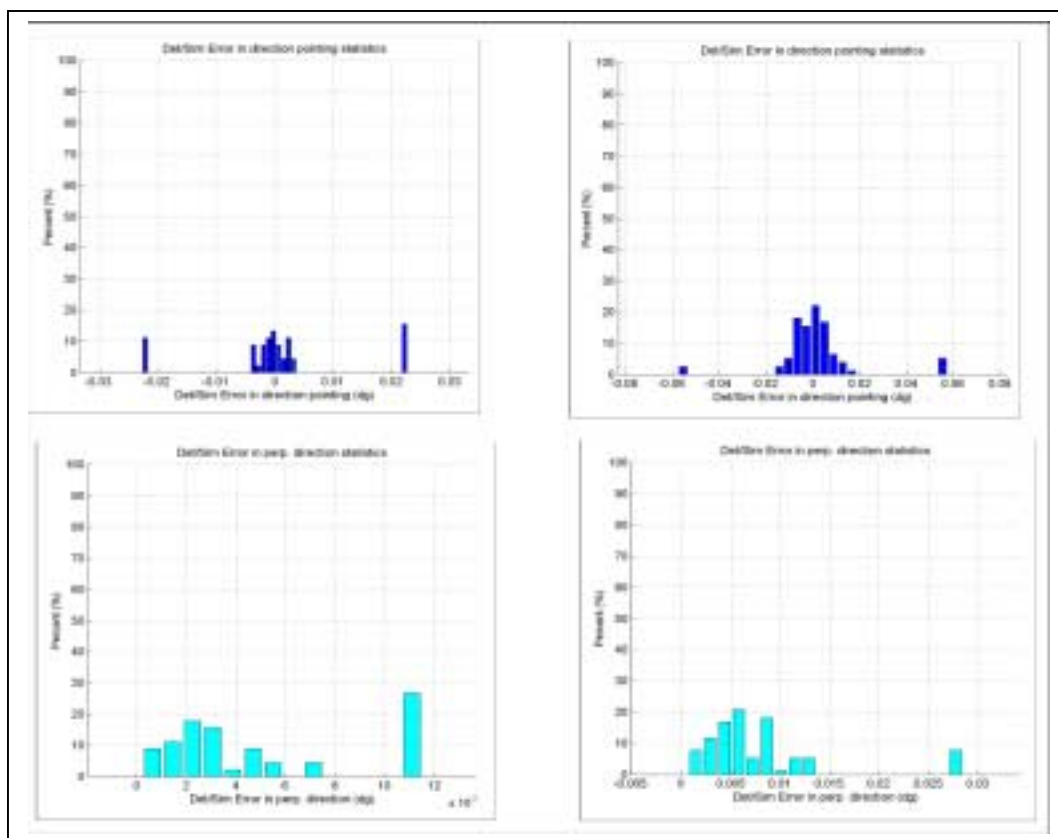 Det/Sim Error in direction pointing statistics
100
90
80
70
60
50
40
30
20
10
0
Percent (%)
-0.03 -0.02 -0.01 0 0.01 0.02 0.03
Det/Sim Error in direction pointing (dg)
Det/Sim Error in direction pointing statistics
100
90
80
70
60
50
40
30
20
10
0
Percent (%)
-0.08 -0.06 -0.04 -0.02 0 0.02 0.04 0.06 0.08
Det/Sim Error in direction pointing (dg)
Det/Sim Error in perp. direction statistics
100
90
80
70
60
50
40
30
20
10
0
Percent (%)
0 2 4 6 8 10 12
Det/Sim Error in perp. direction (dg)
Det/Sim Error in perp. direction statistics
100
90
80
70
60
50
40
30
20
10
0
Percent (%)
-0.005 0 0.005 0.01 0.015 0.02 0.025 0.03
Det/Sim Error in perp. direction (dg)